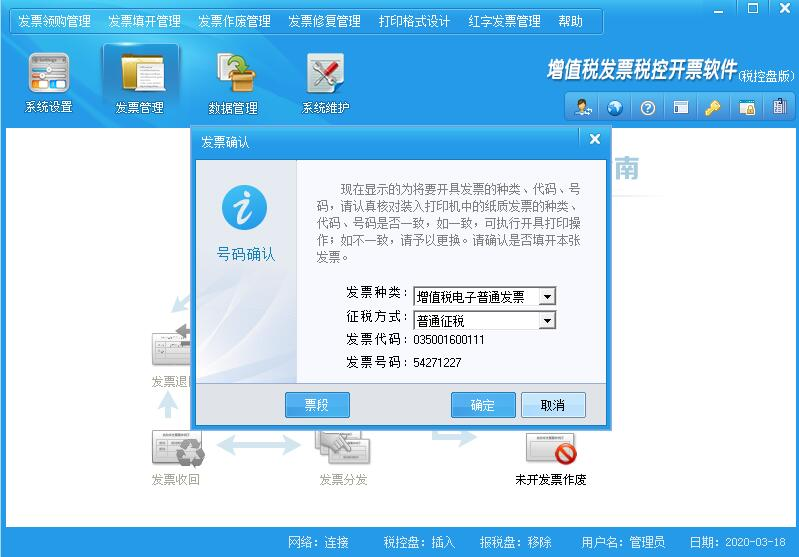 发票领购管理 发票填开管理 发票作废管理 发票修复管理 打印格式设计 红字发票管理 帮助
系统设置 发票管理 数据管理 系统维护
增值税发票税控开票软件(税控盘版)
发票确认
南
现在显示的为将要开具发票的种类、代码、号
码，请认真核对装入打印机中的纸质发票的种类、
代码、号码是否一致，如一致，可执行开具打印操
作；如不一致，请予以更换。请确认是否填开本张
发票。
号码确认
发票种类：增值税电子普通发票
征税方式：普通征税
发票代码：035001600111
发票号码：54271227
发票退
票段 确定 取消
发票收回 发票分发 未开发票作废
网络：连接 税控盘：插入 报税盘：移除 用户名：管理员 日期：2020-03-18